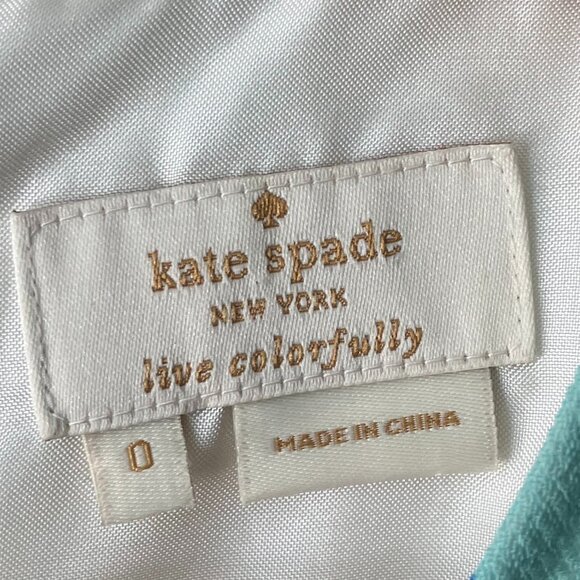 kate spade
NEW YORK
live colorfully
0
MADE IN CHINA